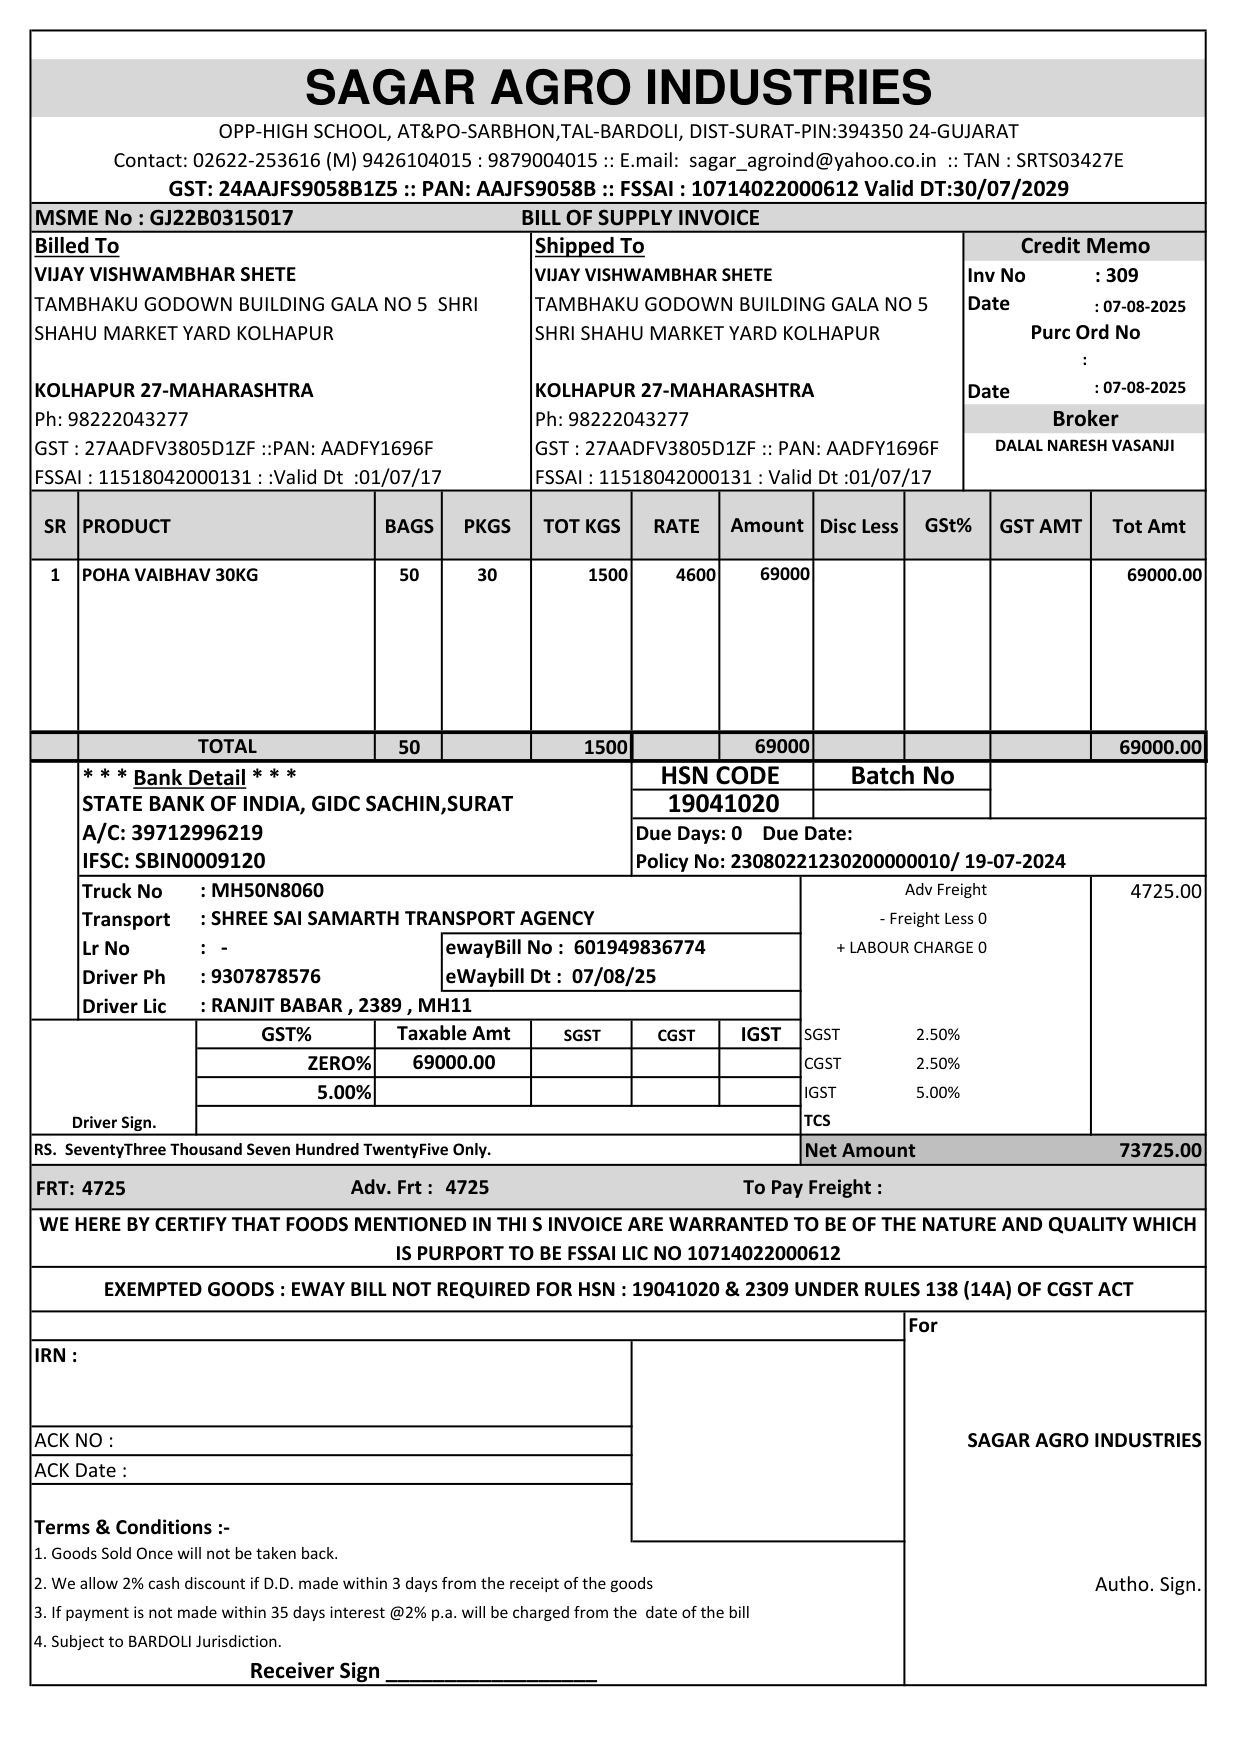 SAGAR AGRO INDUSTRIES
OPP-HIGH SCHOOL, AT&PO-SARBHON,TAL-BARDOLI, DIST-SURAT-PIN:394350 24-GUJARAT
Contact: 02622-253616 (M) 9426104015 : 9879004015 :: E.mail: sagar_agroind@yahoo.co.in :: TAN : SRTS03427E
GST: 24AAJFS9058B1Z5 :: PAN: AAJFS9058B :: FSSAI : 10714022000612 Valid DT:30/07/2029
MSME No : GJ22B0315017 BILL OF SUPPLY INVOICE
Billed To
VIJAY VISHWAMBHAR SHETE
TAMBHAKU GODOWN BUILDING GALA NO 5 SHRI
SHAHU MARKET YARD KOLHAPUR
KOLHAPUR 27-MAHARASHTRA
Ph: 98222043277
GST : 27AADFV3805D1ZF ::PAN: AADFY1696F
FSSAI : 11518042000131 : :Valid Dt :01/07/17
Shipped To
VIJAY VISHWAMBHAR SHETE
TAMBHAKU GODOWN BUILDING GALA NO 5
SHRI SHAHU MARKET YARD KOLHAPUR
KOLHAPUR 27-MAHARASHTRA
Ph: 98222043277
GST : 27AADFV3805D1ZF :: PAN: AADFY1696F
FSSAI : 11518042000131 : Valid Dt :01/07/17
Credit Memo
Inv No : 309
Date : 07-08-2025
Purc Ord No
:
Date : 07-08-2025
Broker
DALAL NARESH VASANJI
SR PRODUCT BAGS PKGS TOT KGS RATE Amount Disc Less GSt% GST AMT Tot Amt
1 POHA VAIBHAV 30KG 50 30 1500 4600 69000 69000.00
TOTAL 50 1500 69000 69000.00
* * * Bank Detail * * *
STATE BANK OF INDIA, GIDC SACHIN,SURAT
A/C: 39712996219
IFSC: SBIN0009120
HSN CODE Batch No
19041020
Due Days: 0 Due Date:
Policy No: 23080221230200000010/ 19-07-2024
Truck No : MH50N8060
Transport : SHREE SAI SAMARTH TRANSPORT AGENCY
Lr No : -
Driver Ph : 9307878576
Driver Lic : RANJIT BABAR , 2389 , MH11
ewayBill No : 601949836774
eWaybill Dt : 07/08/25
Adv Freight 4725.00
- Freight Less 0
+ LABOUR CHARGE 0
GST% Taxable Amt SGST CGST IGST
ZERO% 69000.00
5.00%
SGST 2.50%
CGST 2.50%
IGST 5.00%
TCS
Driver Sign.
RS. SeventyThree Thousand Seven Hundred TwentyFive Only.
Net Amount 73725.00
FRT: 4725 Adv. Frt : 4725 To Pay Freight :
WE HERE BY CERTIFY THAT FOODS MENTIONED IN THI S INVOICE ARE WARRANTED TO BE OF THE NATURE AND QUALITY WHICH
IS PURPORT TO BE FSSAI LIC NO 10714022000612
EXEMPTED GOODS : EWAY BILL NOT REQUIRED FOR HSN : 19041020 & 2309 UNDER RULES 138 (14A) OF CGST ACT
For
IRN :
ACK NO :
SAGAR AGRO INDUSTRIES
ACK Date :
Terms & Conditions :-
1. Goods Sold Once will not be taken back.
2. We allow 2% cash discount if D.D. made within 3 days from the receipt of the goods
Autho. Sign.
3. If payment is not made within 35 days interest @2% p.a. will be charged from the date of the bill
4. Subject to BARDOLI Jurisdiction.
Receiver Sign ___________________